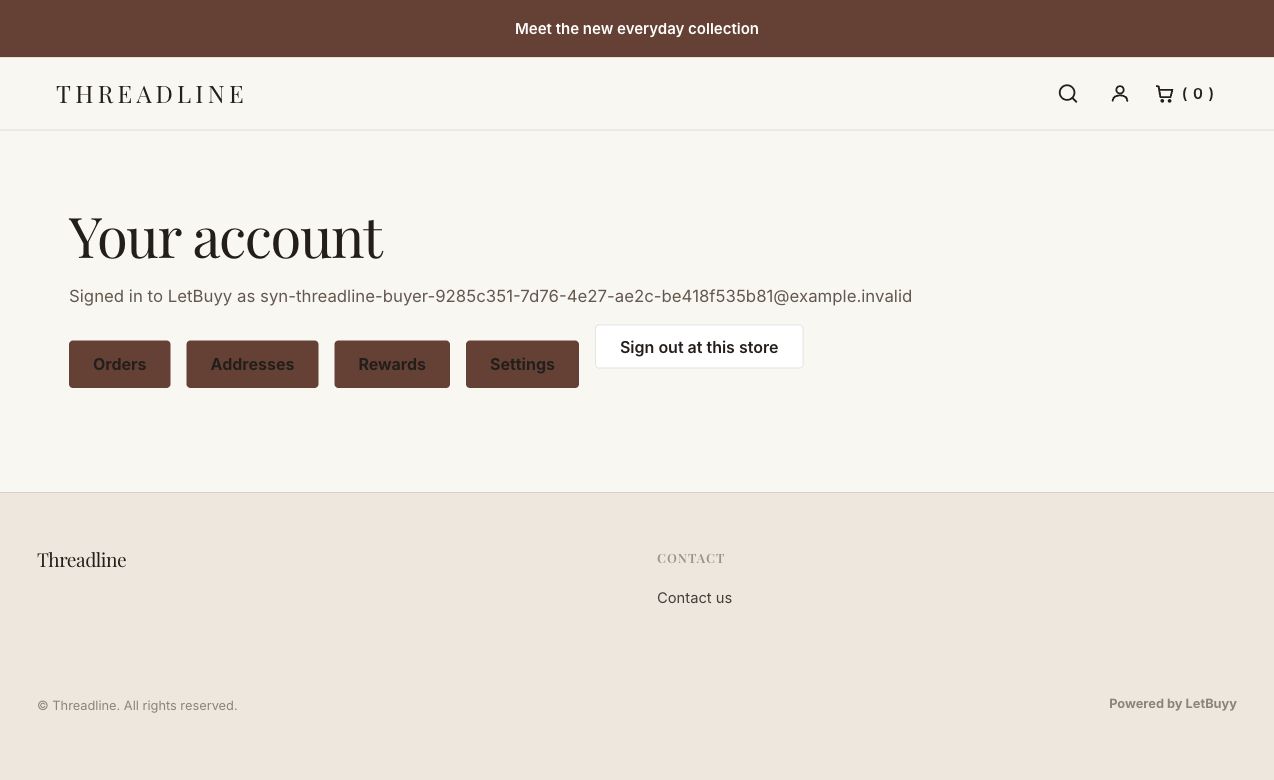 Meet the new everyday collection
THREADLINE
( 0 )
Your account
Signed in to LetBuyy as syn-threadline-buyer-9285c351-7d76-4e27-ae2c-be418f535b81@example.invalid
Orders Addresses Rewards Settings Sign out at this store
Threadline
CONTACT
Contact us
© Threadline. All rights reserved.
Powered by LetBuyy